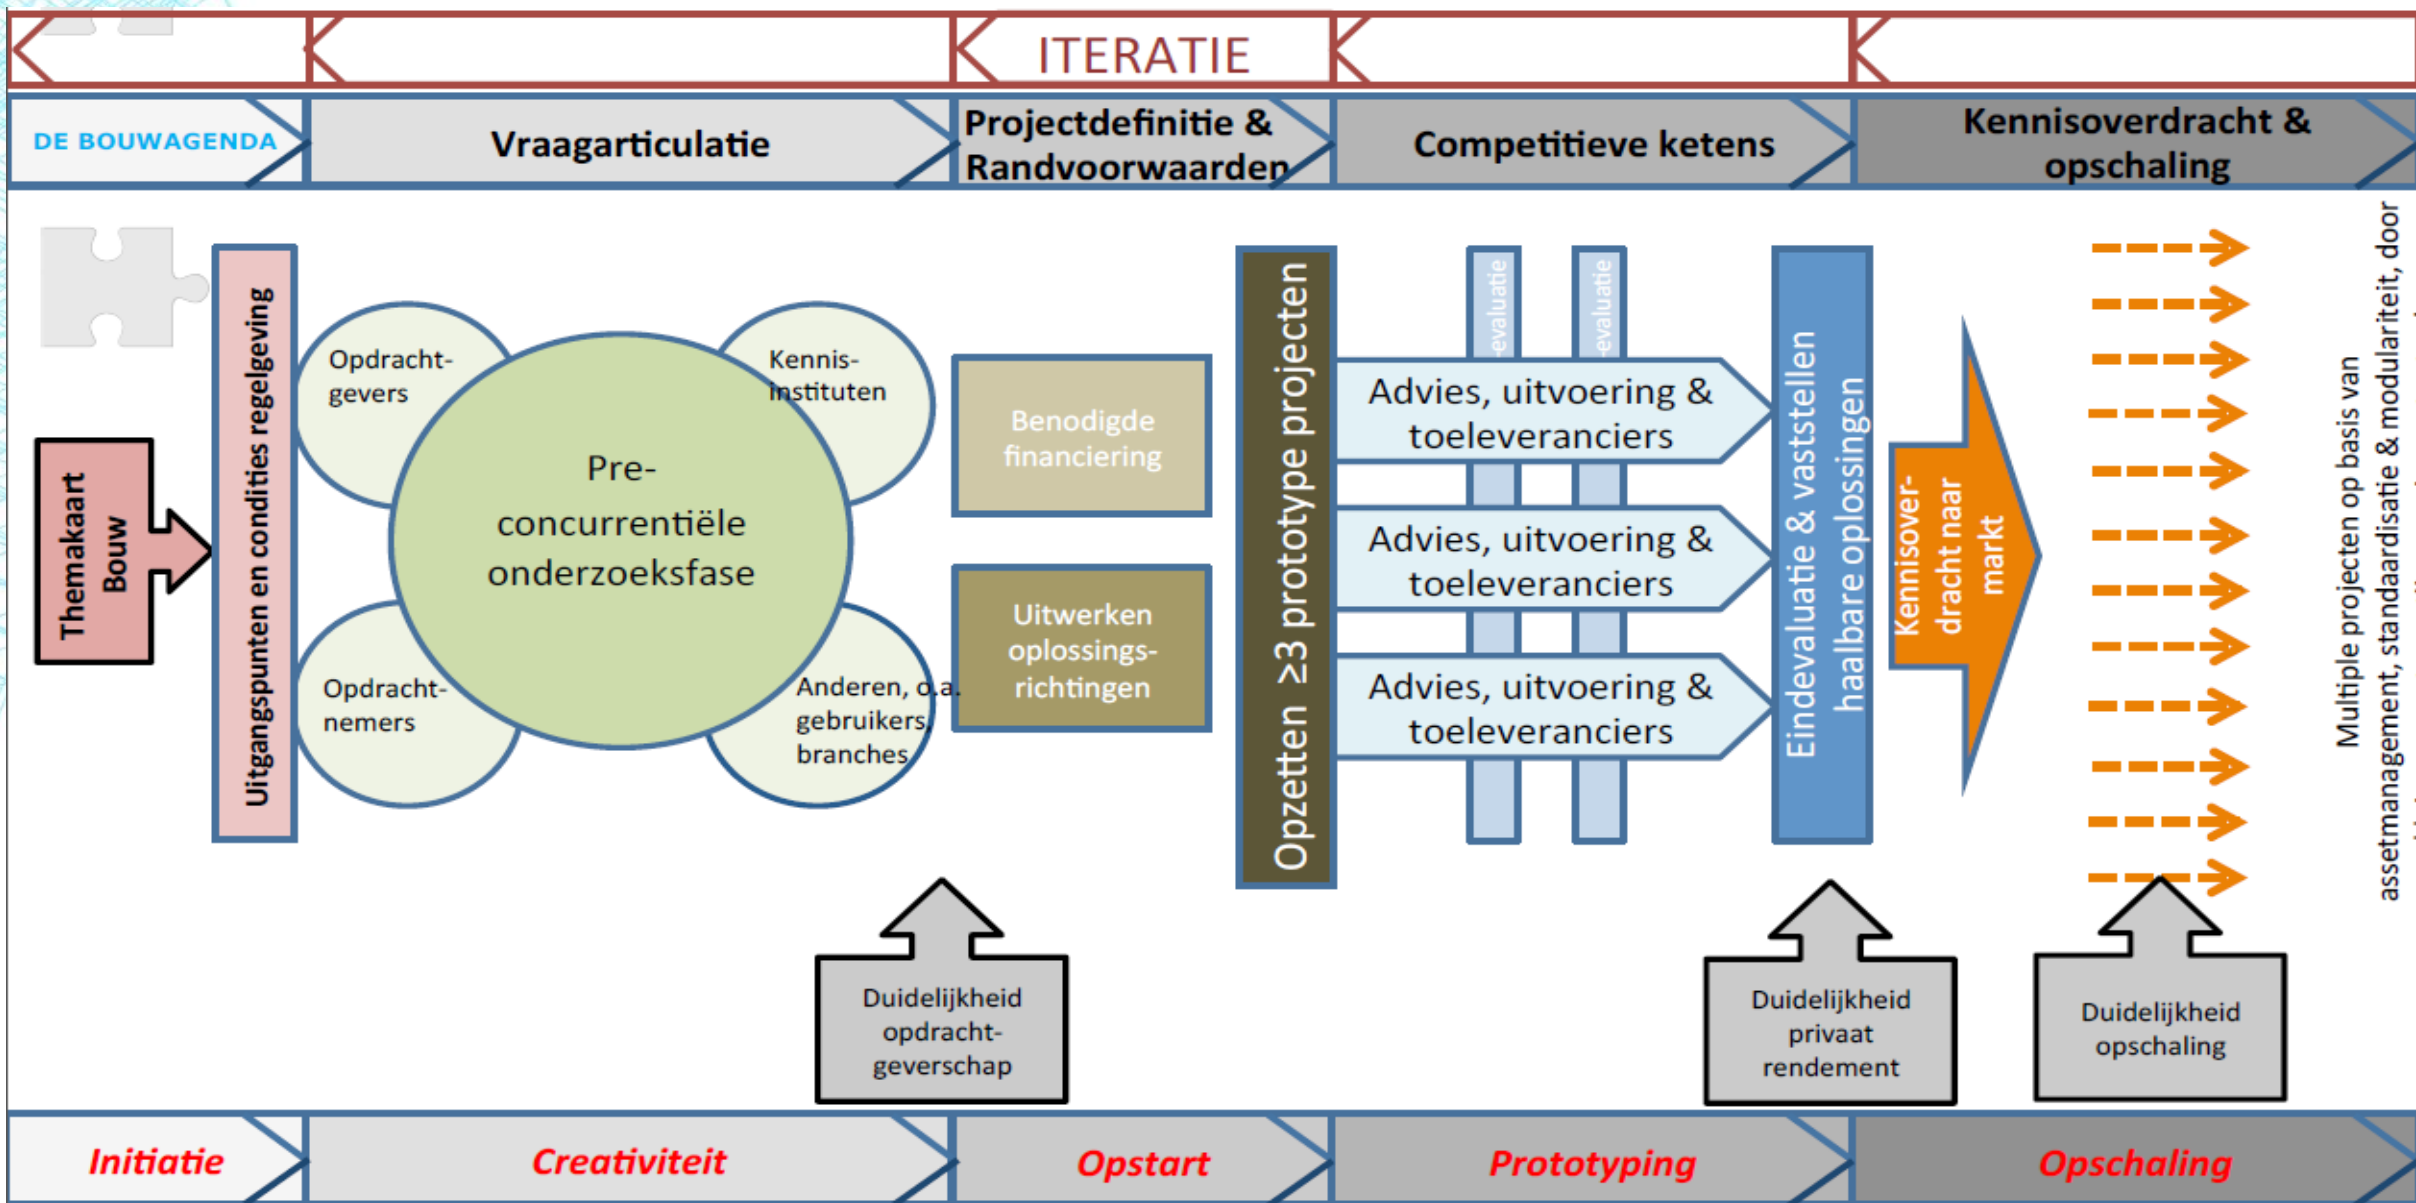 ITERATIE
DE BOUWAGENDA
Vraagarticulatie
Projectdefinitie &
Randvoorwaarden
Competitieve ketens
Kennisoverdracht &
opschaling
Themakaart
Bouw
Uitgangspunten en condities regelgeving
Opdracht-
gevers
Kennis-
instituten
Pre-
concurrentiële
onderzoeksfase
Opdracht-
nemers
Anderen, o.a.
gebruikers,
branches
Benodigde
financiering
Uitwerken
oplossings-
richtingen
Opzetten ≥3 prototype projecten
-evaluatie
-evaluatie
Advies, uitvoering &
toeleveranciers
Advies, uitvoering &
toeleveranciers
Advies, uitvoering &
toeleveranciers
Eindevaluatie & vaststellen
haalbare oplossingen
Kennisover-
dracht naar
markt
Multiple projecten op basis van
assetmanagement, standaardisatie & modulariteit, door
Duidelijkheid
opdracht-
geverschap
Duidelijkheid
privaat
rendement
Duidelijkheid
opschaling
Initiatie
Creativiteit
Opstart
Prototyping
Opschaling